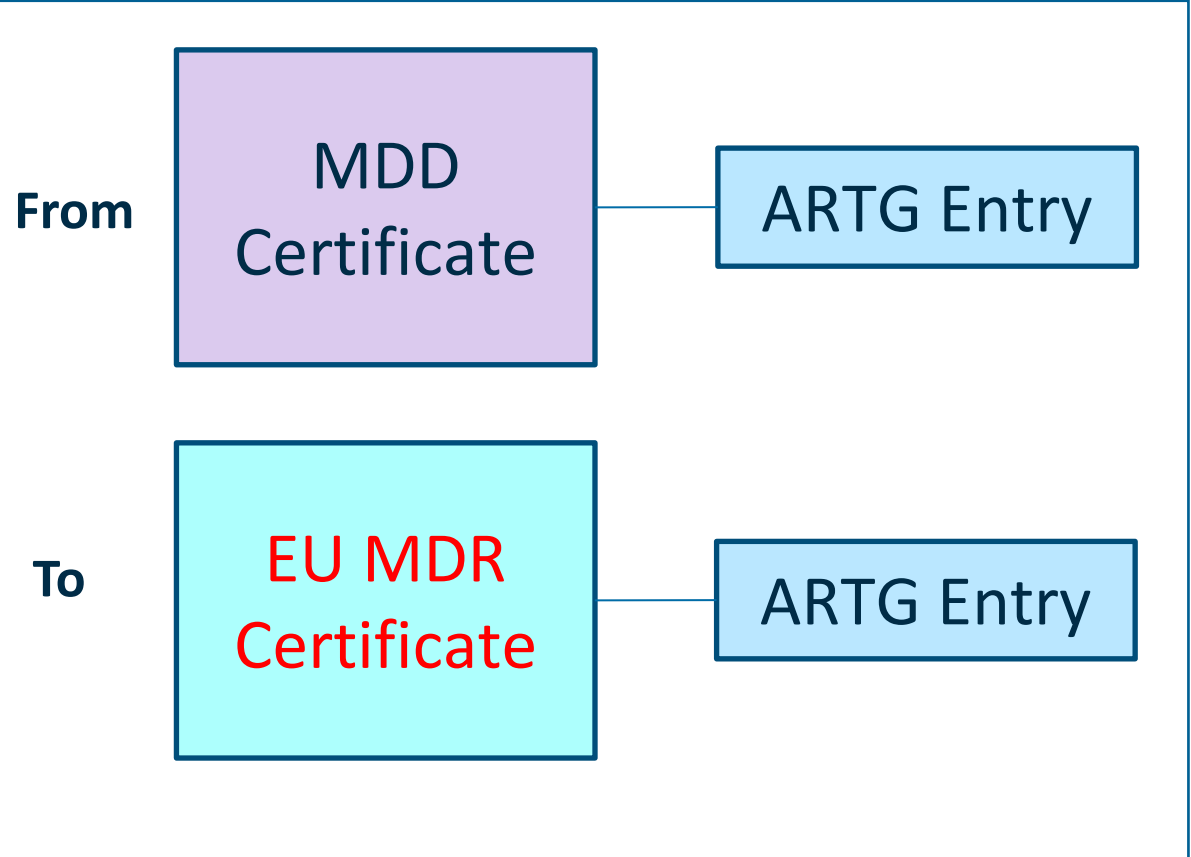 From
MDD
Certificate
ARTG Entry
To
EU MDR
Certificate
ARTG Entry